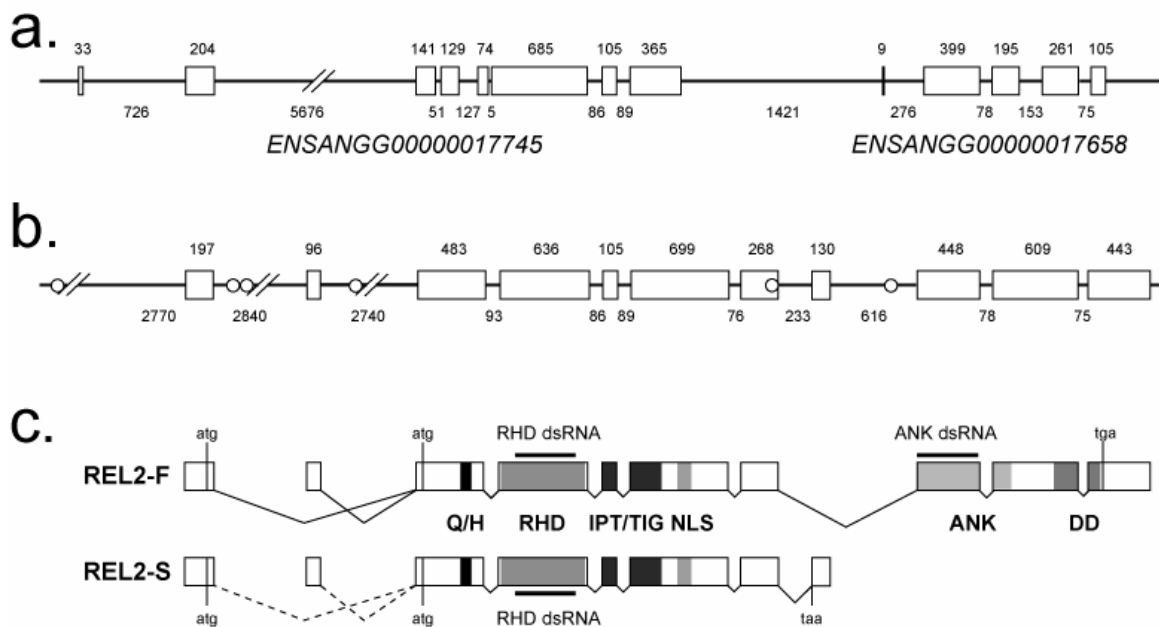 a.
33 204 141 129 74 685 105 365 9 399 195 261 105
726 5676 51 127 5 86 89 1421 276 78 153 75
ENSANGG00000017745 ENSANGG00000017658
b.
197 96 483 636 105 699 268 130 448 609 443
2770 2840 2740 93 86 89 76 233 616 78 75
c.
atg atg RHD dsRNA ANK dsRNA tga
REL2-F
Q/H RHD IPT/TIG NLS ANK DD
REL2-S
atg atg RHD dsRNA taa